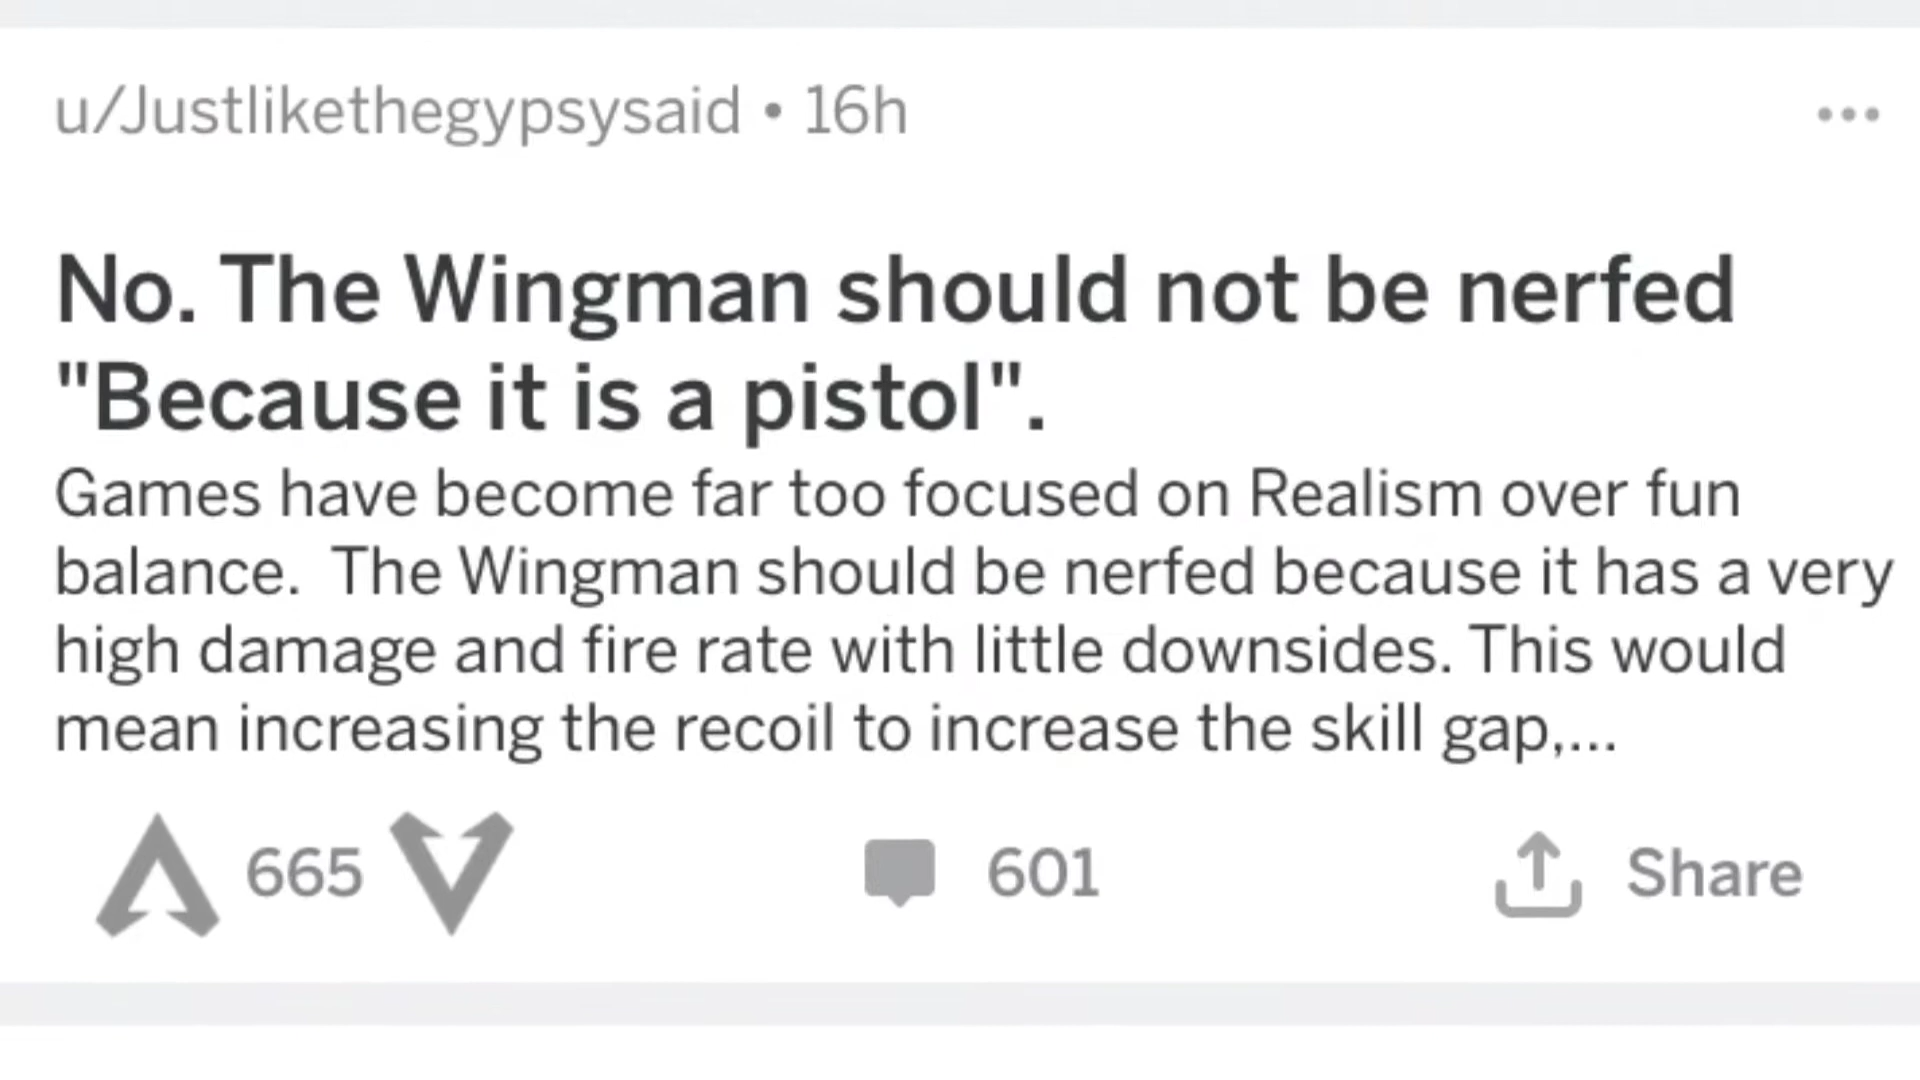 u/Justlikethegypsysaid • 16h
No. The Wingman should not be nerfed
"Because it is a pistol".
Games have become far too focused on Realism over fun
balance.  The Wingman should be nerfed because it has a very
high damage and fire rate with little downsides. This would
mean increasing the recoil to increase the skill gap,...
665 601 Share